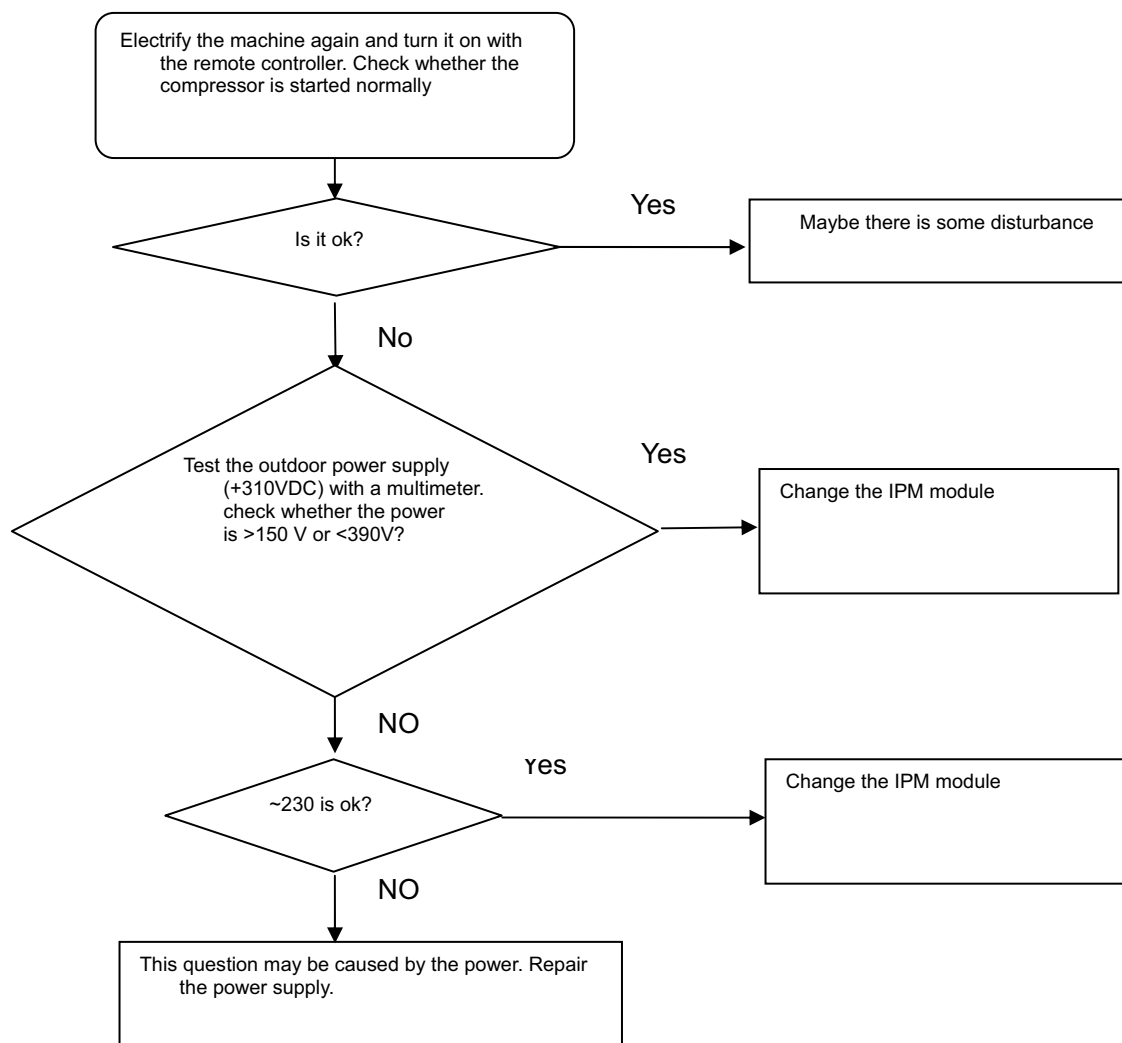 Electrify the machine again and turn it on with
the remote controller. Check whether the
compressor is started normally
Yes
Is it ok?
Maybe there is some disturbance
No
Yes
Test the outdoor power supply
(+310VDC) with a multimeter.
check whether the power
is >150 V or <390V?
Change the IPM module
NO
Yes
~230 is ok?
Change the IPM module
NO
This question may be caused by the power. Repair
the power supply.